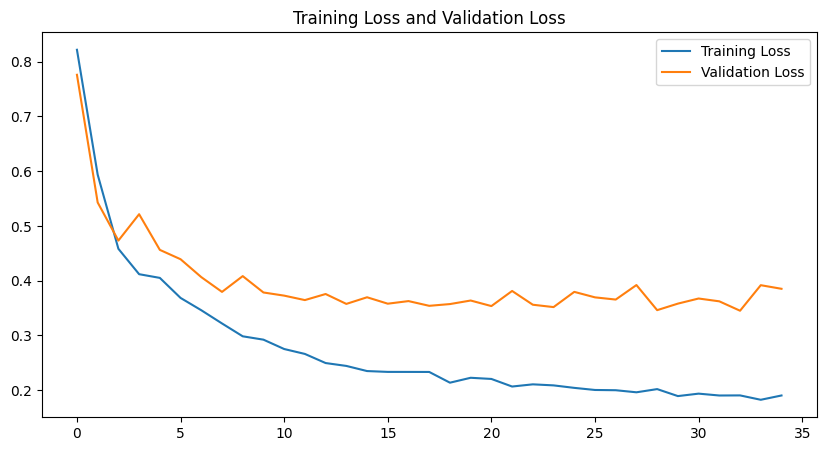 Training Loss and Validation Loss
Training Loss
Validation Loss
0.8
0.7
0.6
0.5
0.4
0.3
0.2
0 5 10 15 20 25 30 35